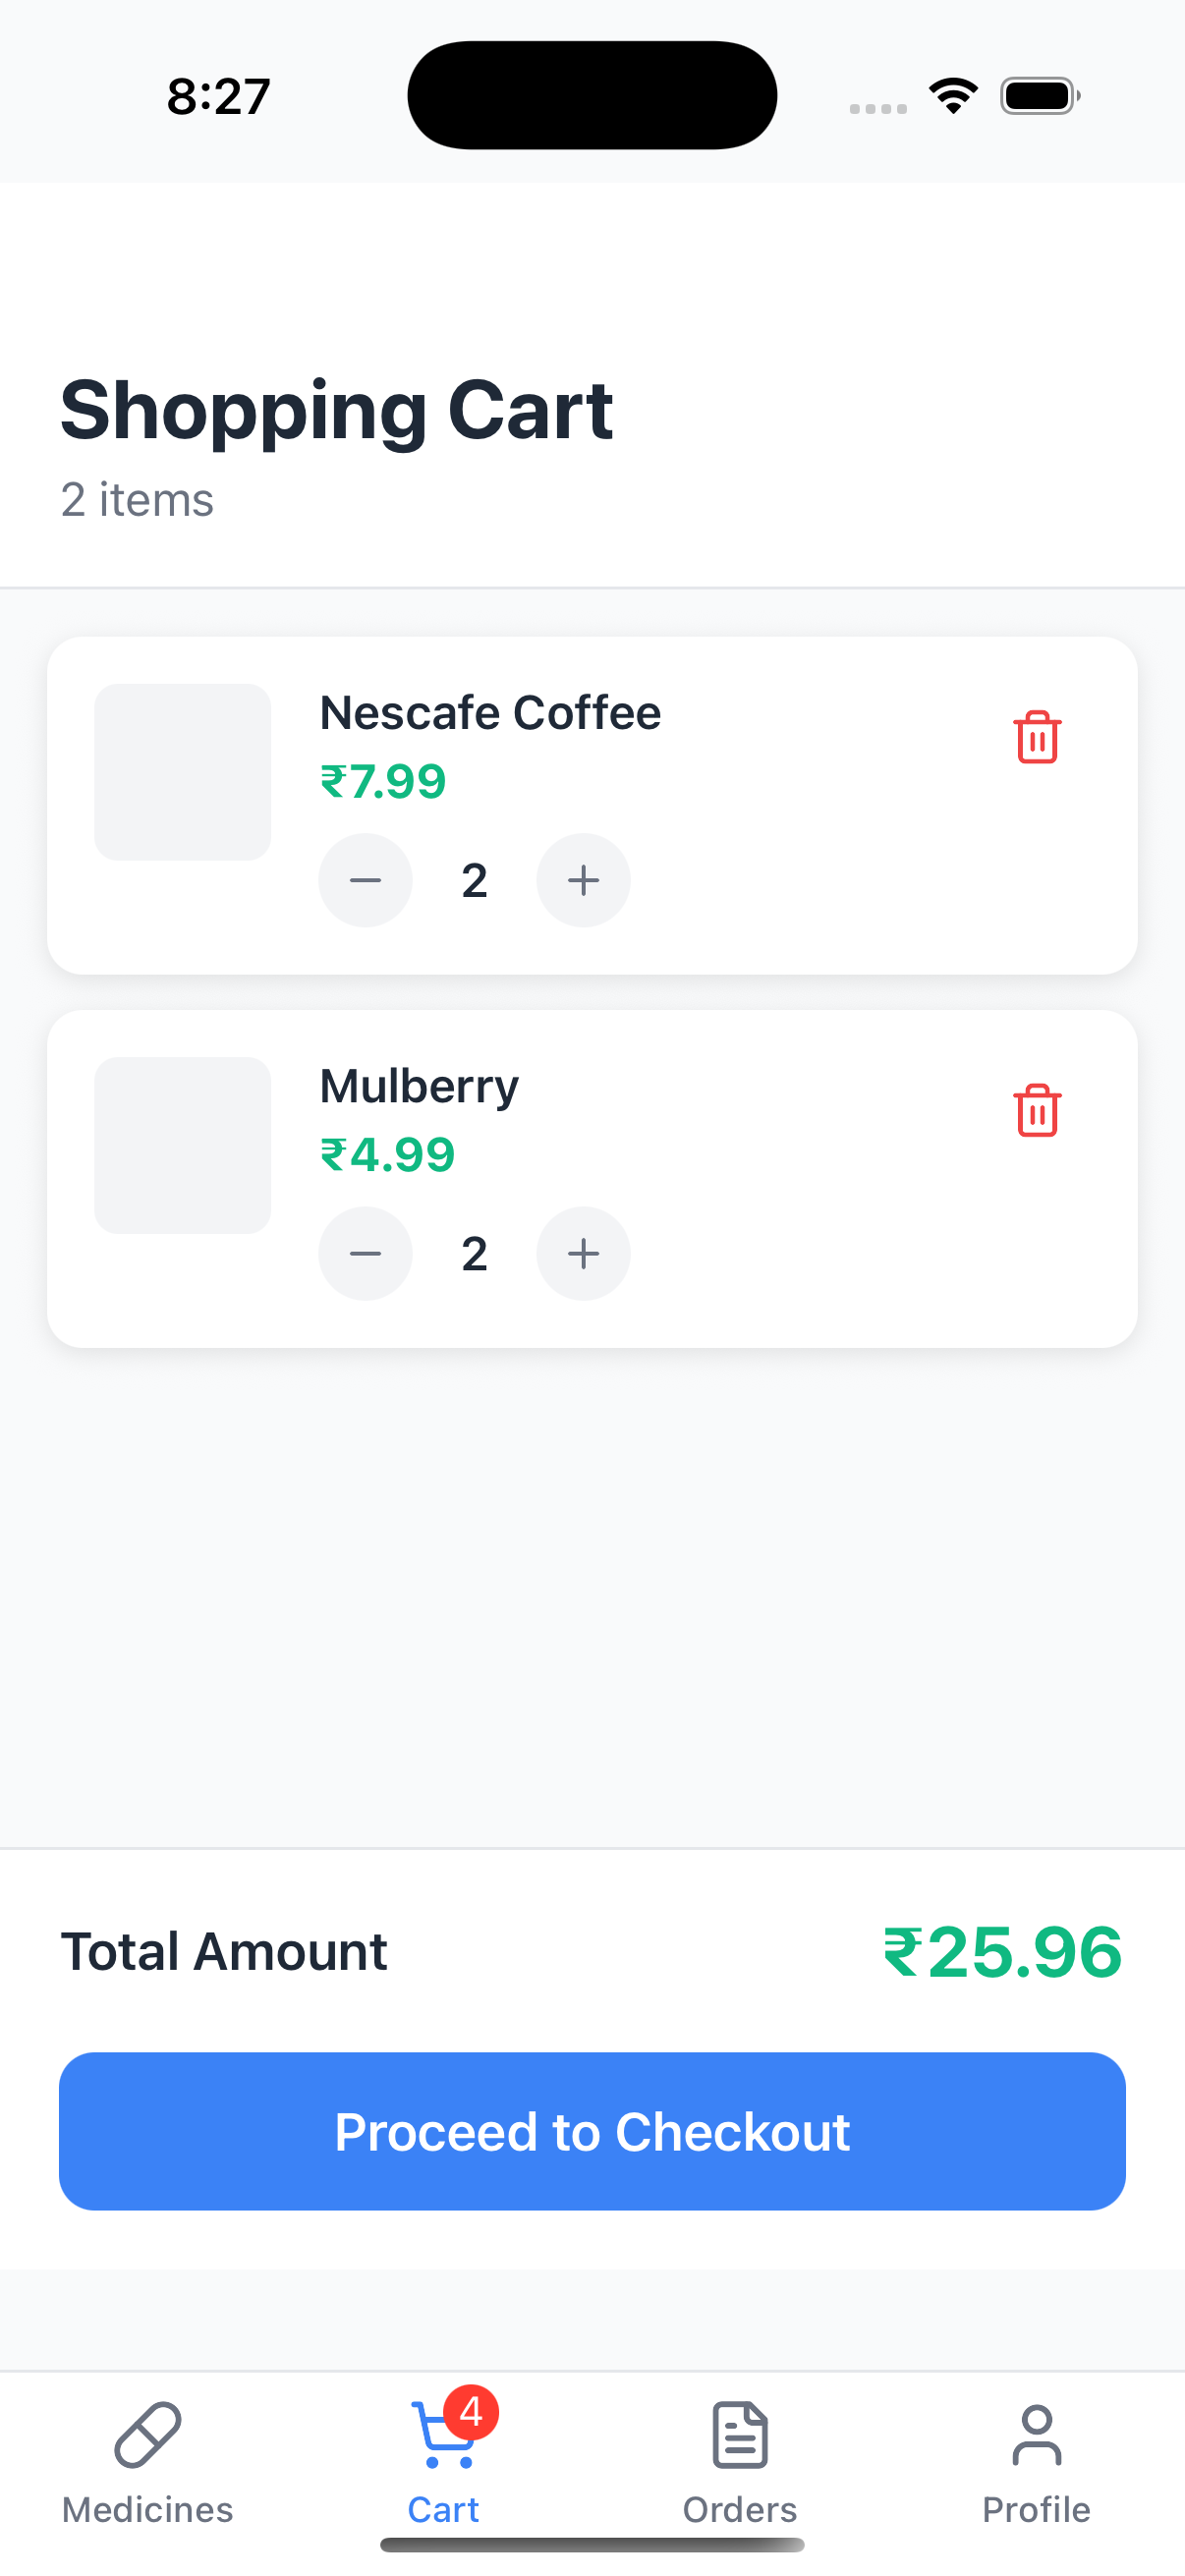 8:27
Shopping Cart
2 items
Nescafe Coffee
₹7.99
2
Mulberry
₹4.99
2
Total Amount
₹25.96
Proceed to Checkout
4
Medicines
Cart
Orders
Profile